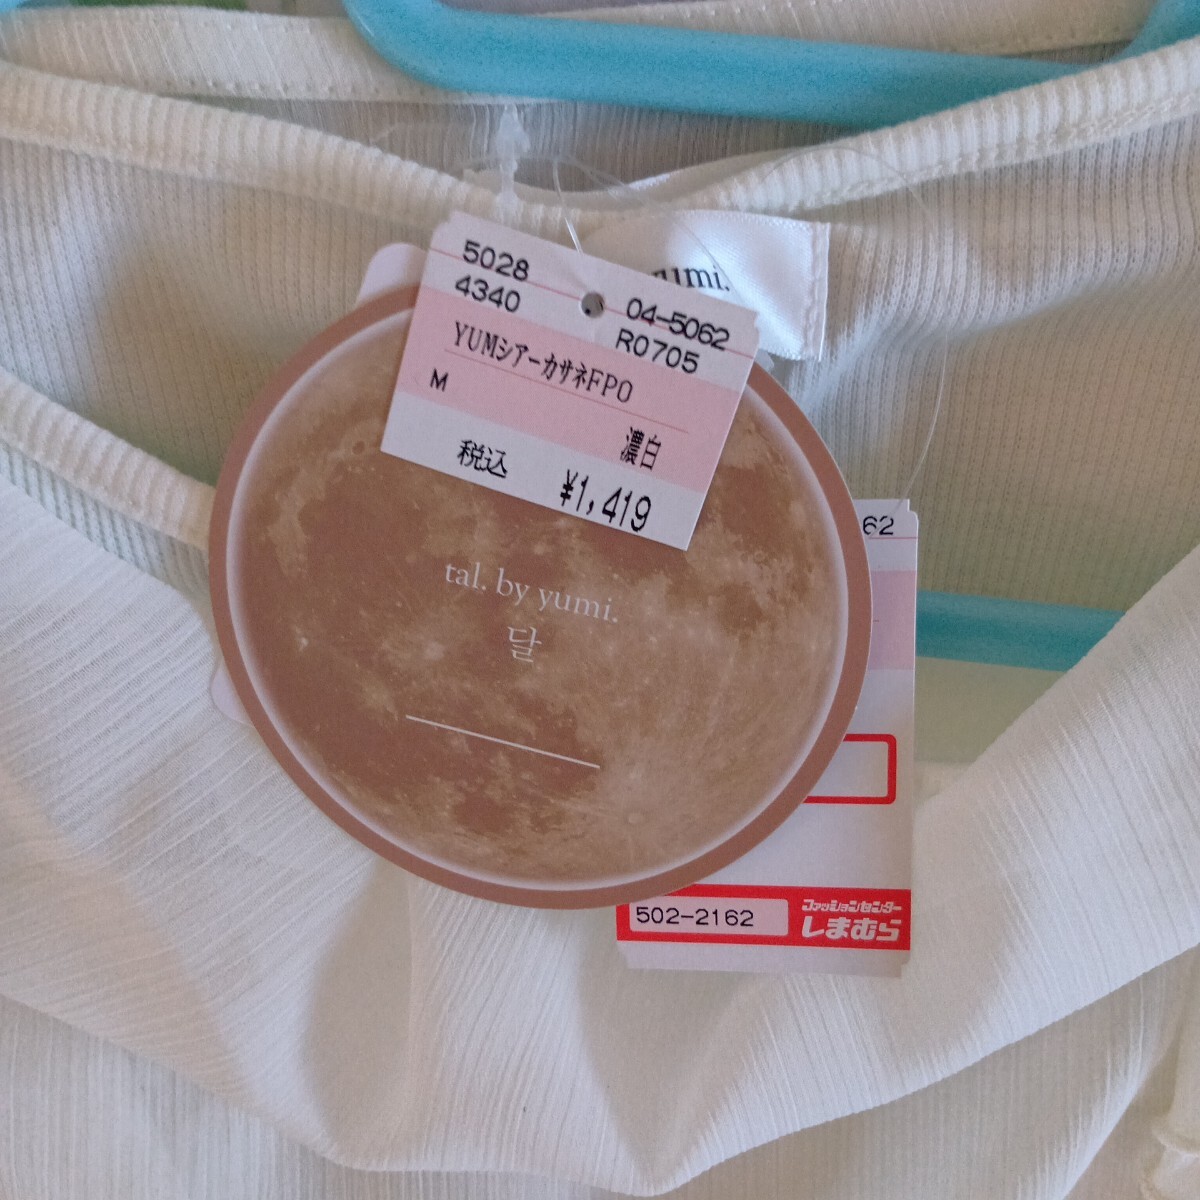 5028
4340
04-5062
R0705
YUMシアーカサネFPO
M
濃白
税込
¥1,419
yumi.
tal. by yumi.
달
62
502-2162
ファッションセンター
しまむら